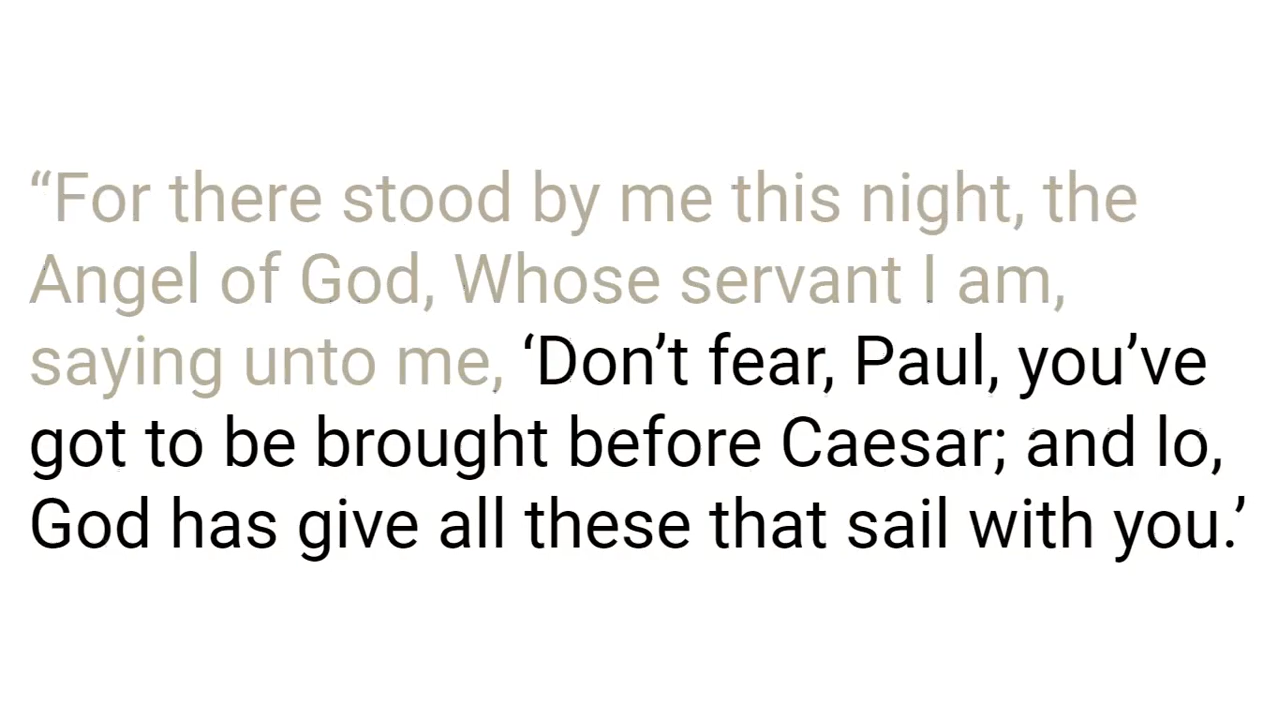 “For there stood by me this night, the
Angel of God, Whose servant I am,
saying unto me, ‘Don’t fear, Paul, you’ve
got to be brought before Caesar; and lo,
God has give all these that sail with you.’